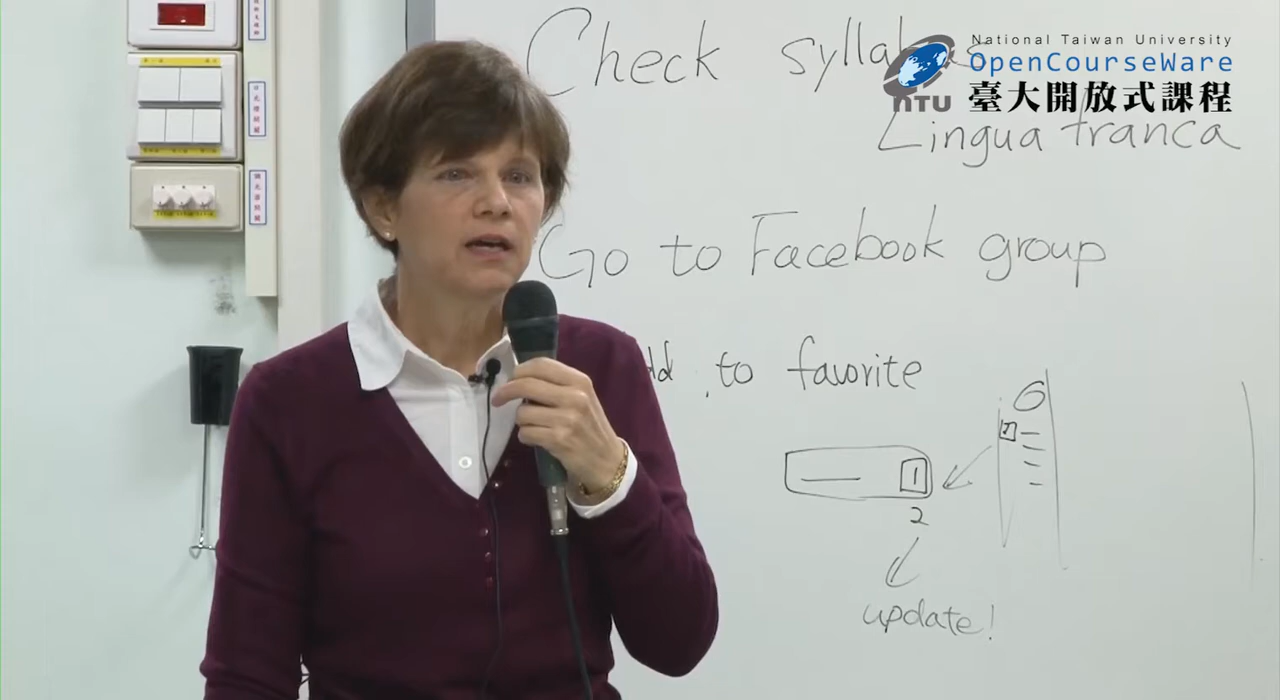 Check syllabus
National Taiwan University
OpenCourseWare
NTU
臺大開放式課程
Lingua franca
Go to Facebook group
to favorite
1
2
update!